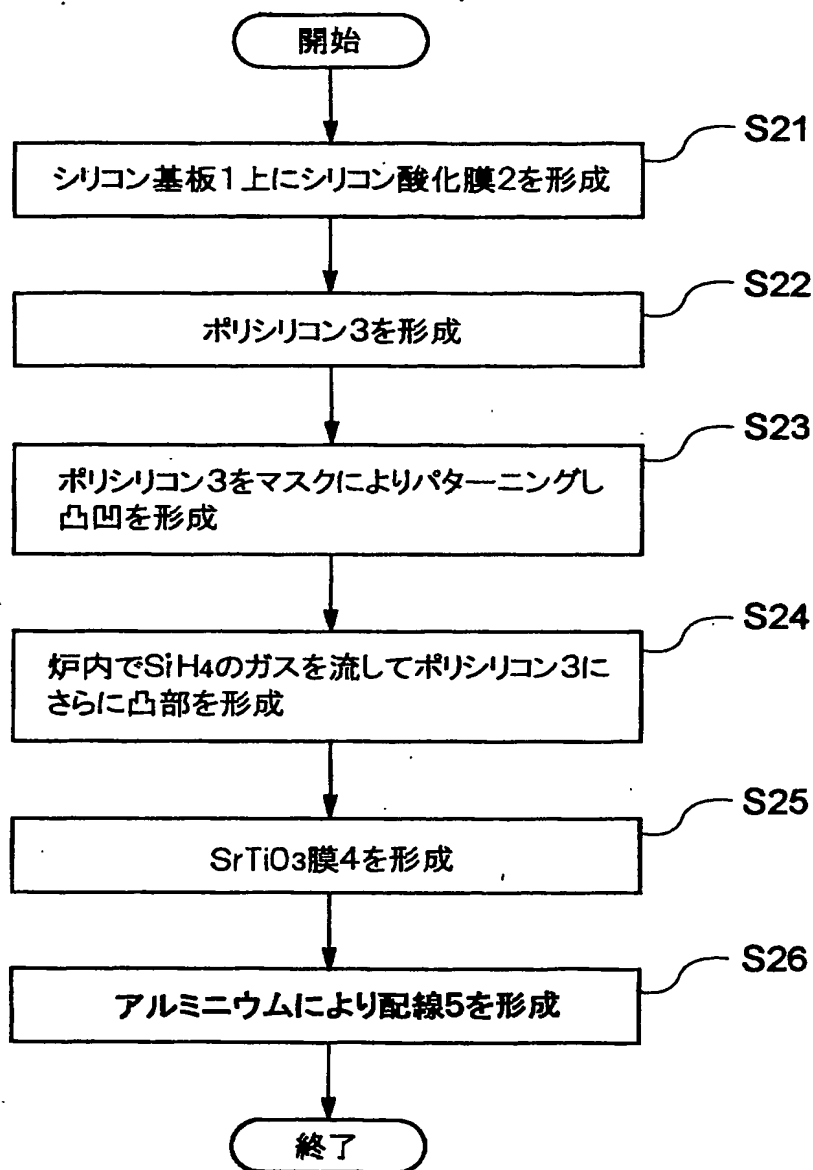 開始
S21
シリコン基板1上にシリコン酸化膜2を形成
S22
ポリシリコン3を形成
S23
ポリシリコン3をマスクによりパターニングし
凸凹を形成
S24
炉内でSiH4のガスを流してポリシリコン3に
さらに凸部を形成
S25
SrTiO3膜4を形成
S26
アルミニウムにより配線5を形成
終了